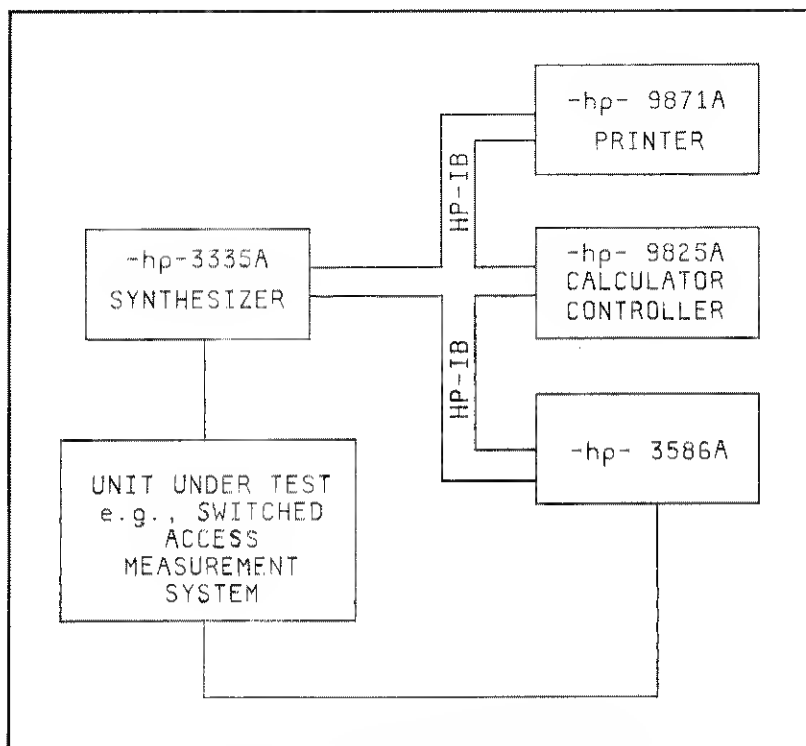 -hp- 9871A
PRINTER
HP-IB
-hp-3335A
SYNTHESIZER
-hp- 9825A
CALCULATOR
CONTROLLER
HP-IB
-hp- 3586A
UNIT UNDER TEST
e.g., SWITCHED
ACCESS
MEASUREMENT
SYSTEM